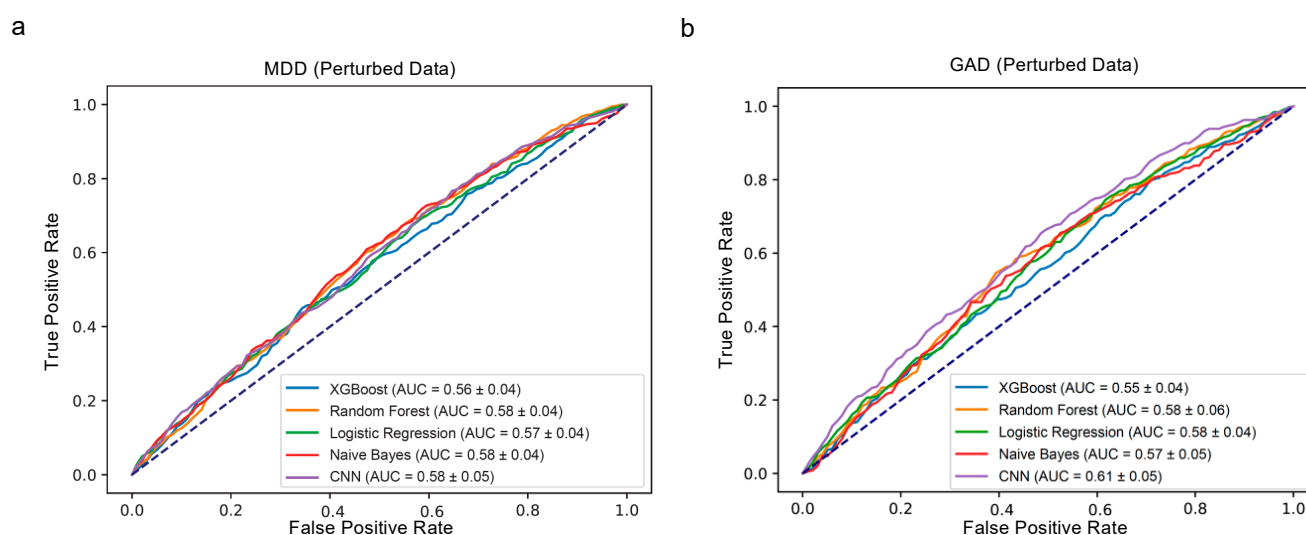 a
MDD (Perturbed Data)
True Positive Rate
1.0
0.8
0.6
0.4
0.2
0.0
XGBoost (AUC = 0.56 ± 0.04)
Random Forest (AUC = 0.58 ± 0.04)
Logistic Regression (AUC = 0.57 ± 0.04)
Naive Bayes (AUC = 0.58 ± 0.04)
CNN (AUC = 0.58 ± 0.05)
0.0 0.2 0.4 0.6 0.8 1.0
False Positive Rate
b
GAD (Perturbed Data)
True Positive Rate
1.0
0.8
0.6
0.4
0.2
0.0
XGBoost (AUC = 0.55 ± 0.04)
Random Forest (AUC = 0.58 ± 0.06)
Logistic Regression (AUC = 0.58 ± 0.04)
Naive Bayes (AUC = 0.57 ± 0.05)
CNN (AUC = 0.61 ± 0.05)
0.0 0.2 0.4 0.6 0.8 1.0
False Positive Rate